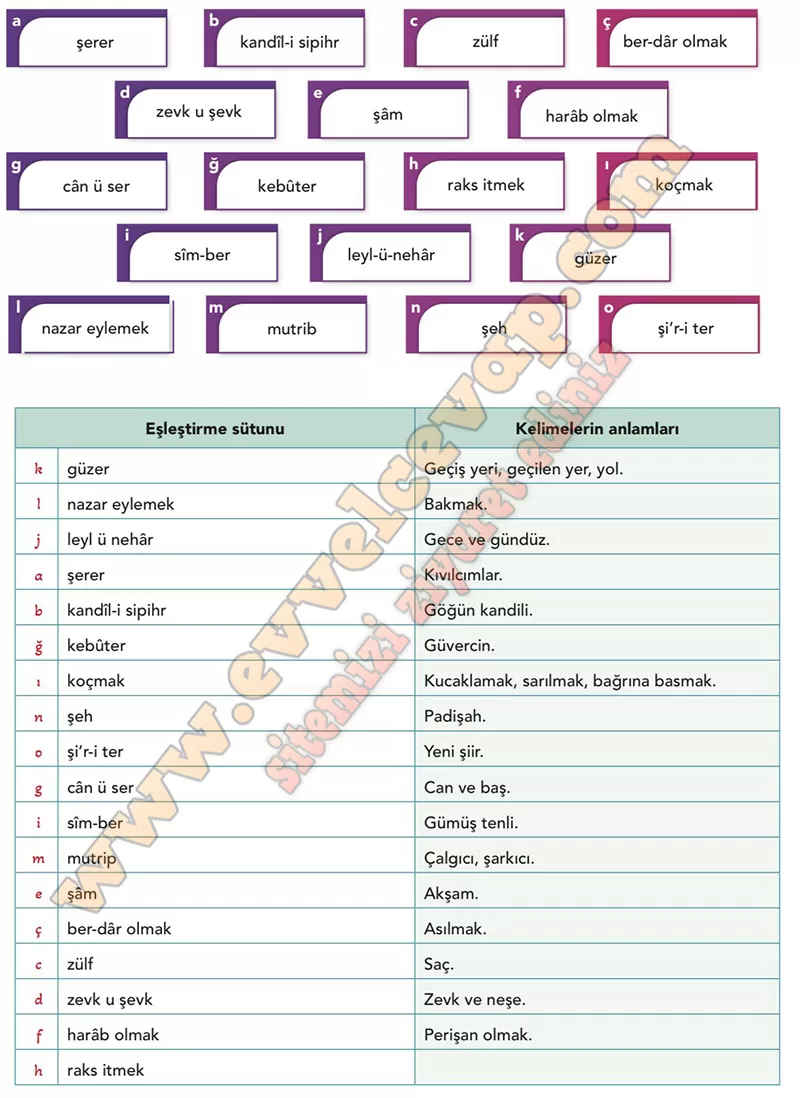 a şerer
b kandîl-i sipihr
c zülf
ç ber-dâr olmak
d zevk u şevk
e şâm
f harâb olmak
g cân ü ser
ğ kebûter
h raks itmek
ı koçmak
i sîm-ber
j leyl-ü-nehâr
k güzer
l nazar eylemek
m mutrib
n şeh
o şi’r-i ter
Eşleştirme sütunu Kelimelerin anlamları
k güzer Geçiş yeri, geçilen yer, yol.
l nazar eylemek Bakmak.
j leyl ü nehâr Gece ve gündüz.
a şerer Kıvılcımlar.
b kandîl-i sipihr Göğün kandili.
ğ kebûter Güvercin.
ı koçmak Kucaklamak, sarılmak, bağrına basmak.
n şeh Padişah.
o şi’r-i ter Yeni şiir.
g cân ü ser Can ve baş.
i sîm-ber Gümüş tenli.
m mutrip Çalgıcı, şarkıcı.
e şâm Akşam.
ç ber-dâr olmak Asılmak.
c zülf Saç.
d zevk u şevk Zevk ve neşe.
f harâb olmak Perişan olmak.
h raks itmek
www.evvelcevap.com
sitemizi ziyaret ediniz